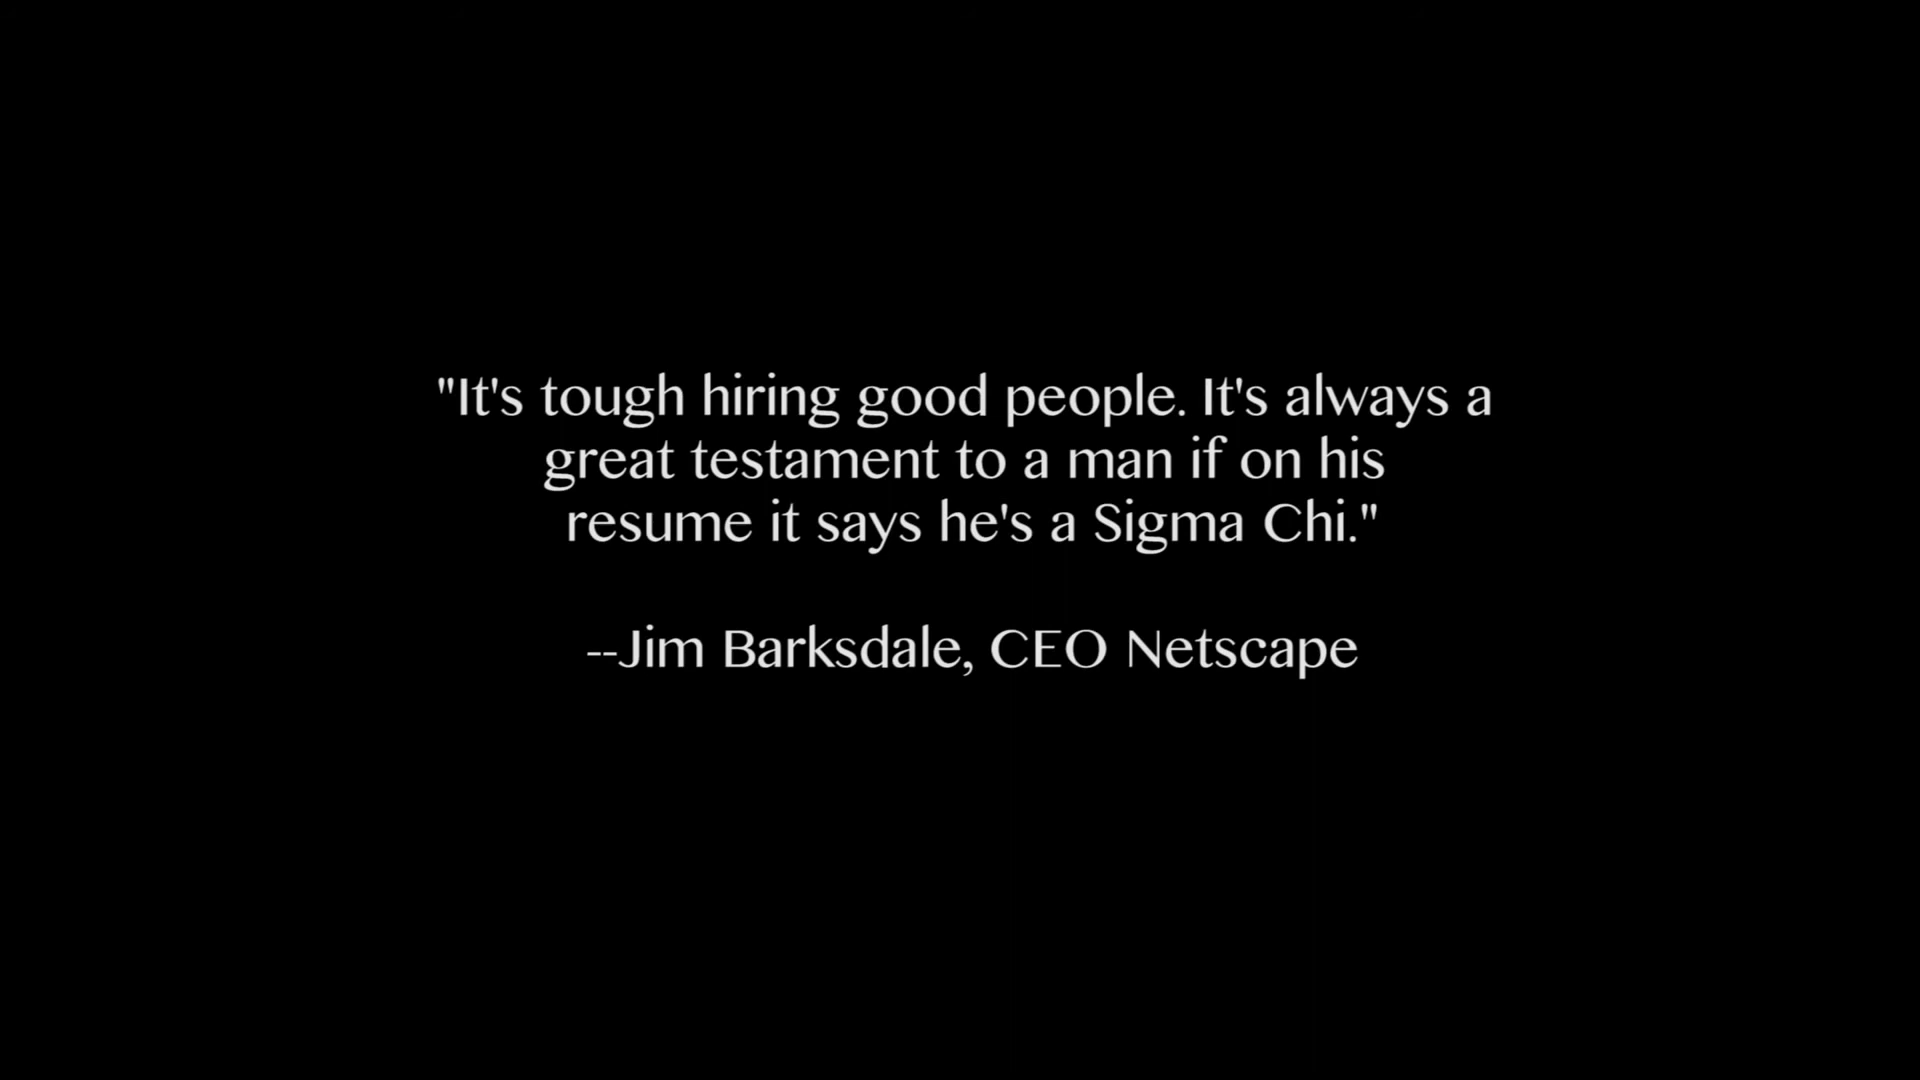 "It's tough hiring good people. It's always a
great testament to a man if on his
resume it says he's a Sigma Chi."
--Jim Barksdale, CEO Netscape